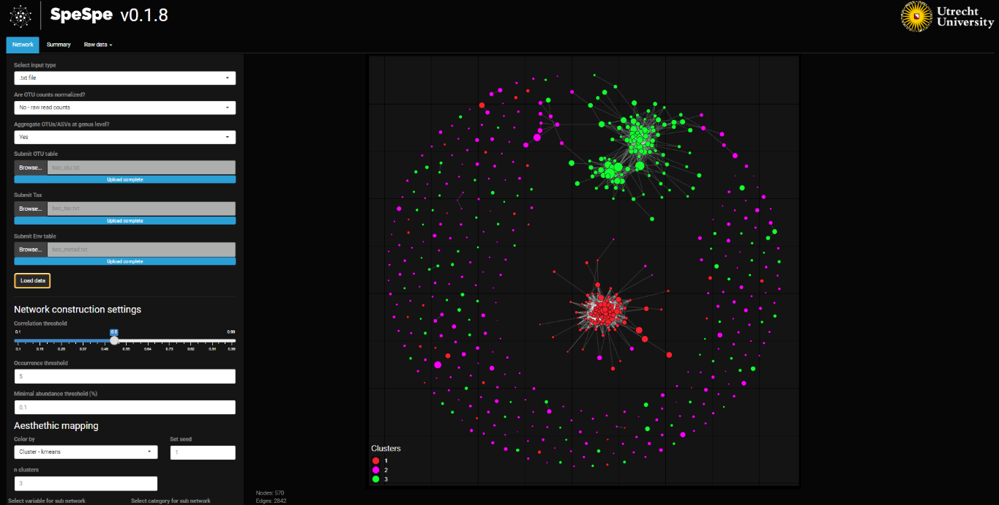 SpeSpe v0.1.8
Utrecht
University
Network Summary Raw data
Select input type
.txt file
Are OTU counts normalized?
No - raw read counts
Aggregate OTUs/ASVs at genus level?
Yes
Submit OTU table
Browse... bsc_otu.txt
Upload complete
Submit Tax
Browse... bsc_tax.txt
Upload complete
Submit Env table
Browse... bsc_metad.txt
Upload complete
Load data
Network construction settings
Correlation threshold
0.1 0.5 0.99
0.1 0.19 0.28 0.37 0.46 0.55 0.64 0.73 0.82 0.91 0.99
Occurrence threshold
5
Minimal abundance threshold (%)
0.1
Aesthethic mapping
Color by Set seed
Cluster - kmeans 1
n clusters
3
Select variable for sub network Select category for sub network
Clusters
1
2
3
Nodes: 570
Edges: 2842